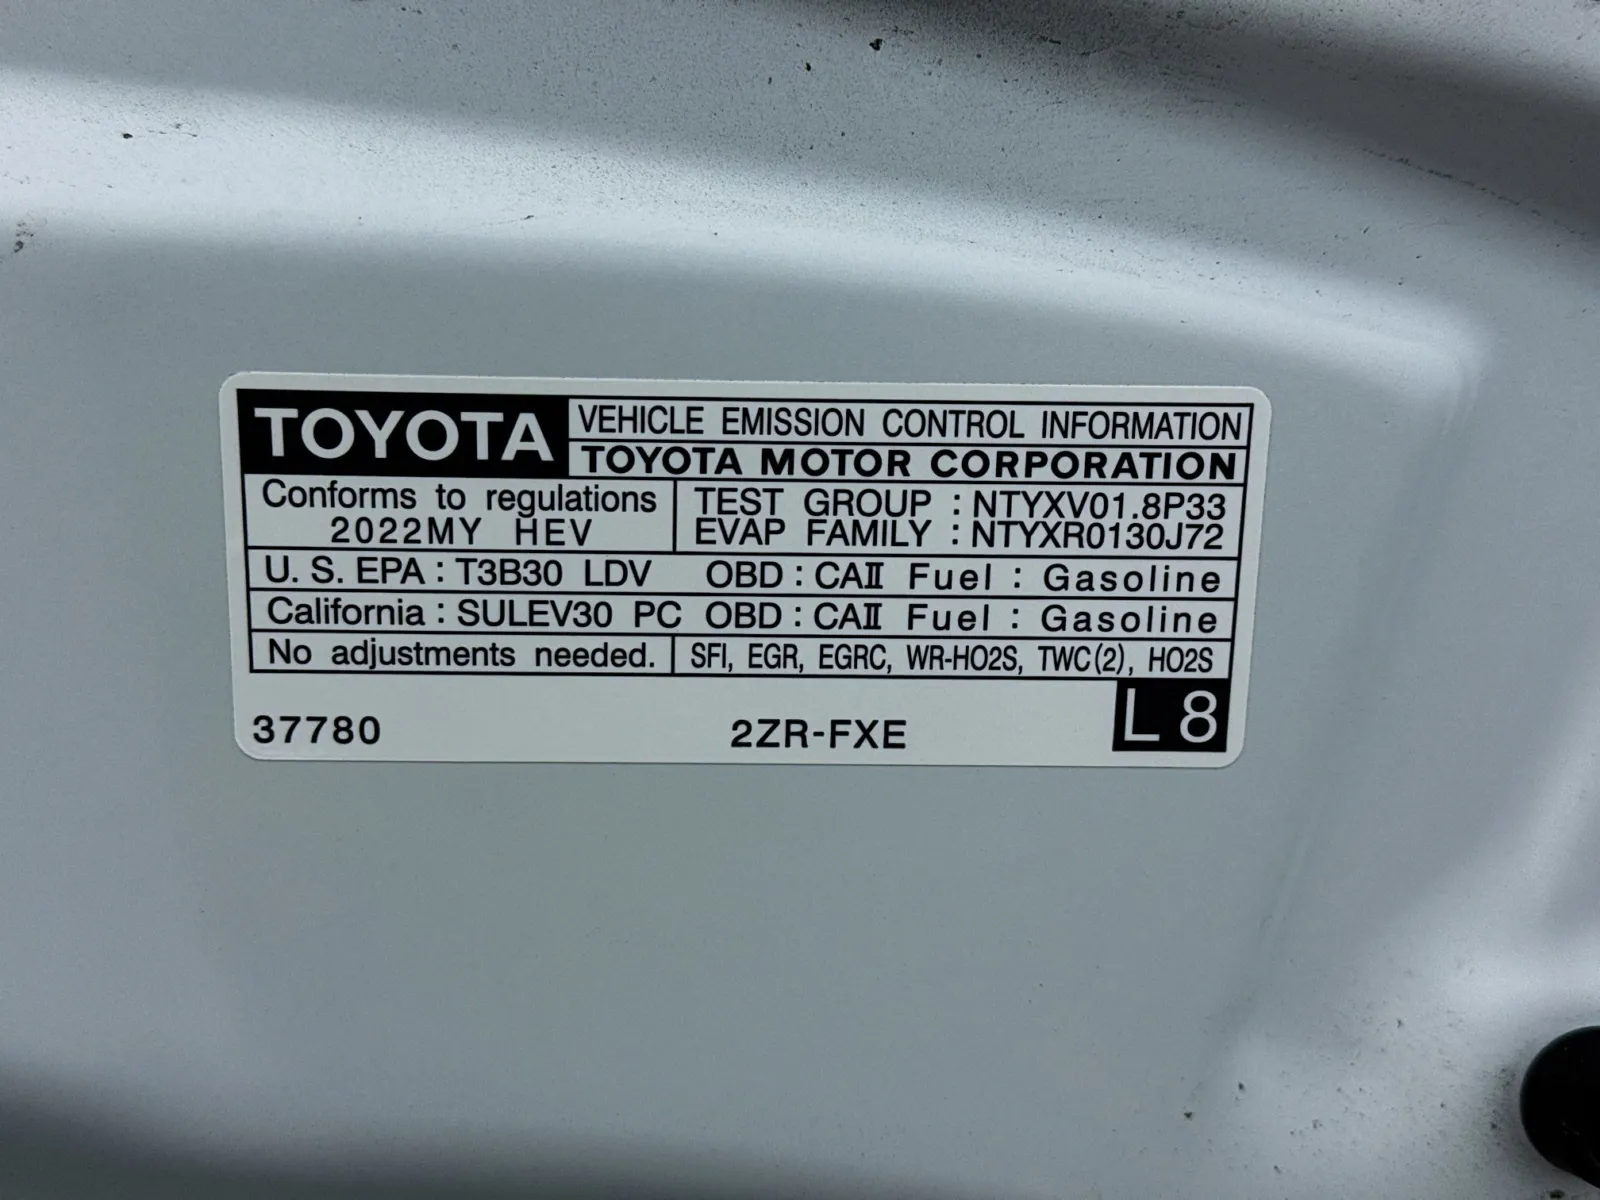 TOYOTA
VEHICLE EMISSION CONTROL INFORMATION
TOYOTA MOTOR CORPORATION
Conforms to regulations
2022MY HEV
TEST GROUP : NTYXV01.8P33
EVAP FAMILY : NTYXR0130J72
U. S. EPA : T3B30 LDV OBD : CAⅡ Fuel : Gasoline
California : SULEV30 PC OBD : CAⅡ Fuel : Gasoline
No adjustments needed.
SFI, EGR, EGRC, WR-HO2S, TWC(2), HO2S
37780 2ZR-FXE L 8